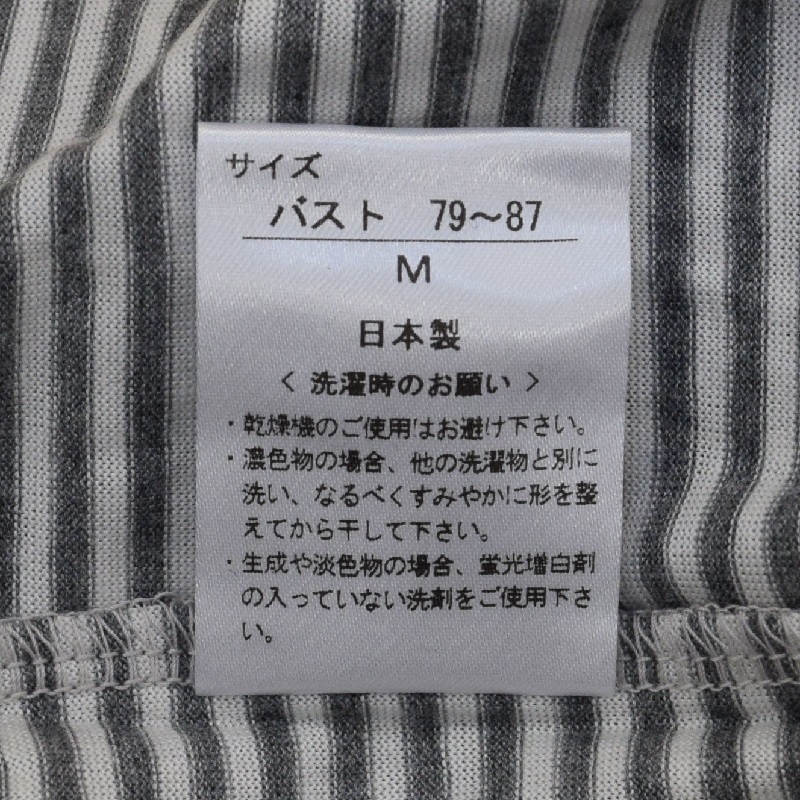 サイズ
バスト 79～87
M
日本製
〈 洗濯時のお願い 〉
・乾燥機のご使用はお避け下さい。
・濃色物の場合、他の洗濯物と別に
洗い、なるべくすみやかに形を整
えてから干して下さい。
・生成や淡色物の場合、蛍光増白剤
の入っていない洗剤をご使用下さ
い。